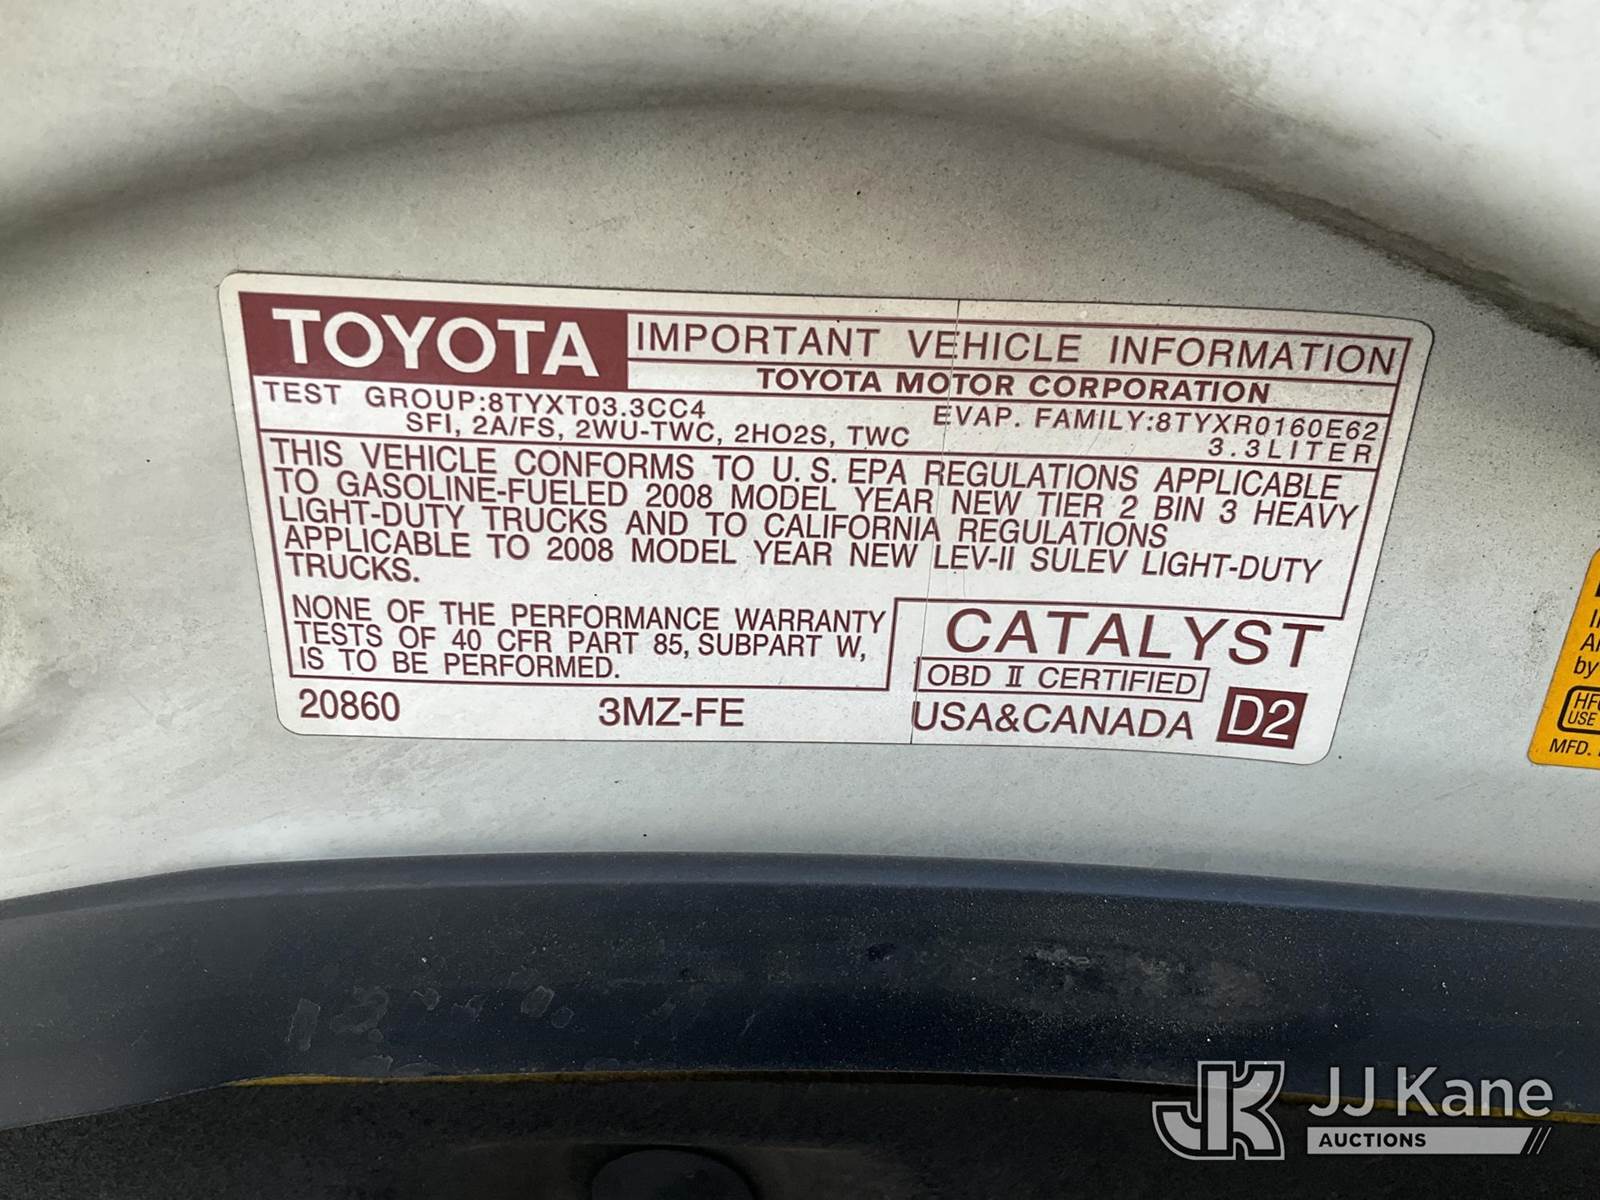 TOYOTA IMPORTANT VEHICLE INFORMATION
TOYOTA MOTOR CORPORATION
TEST GROUP:8TYXT03.3CC4 EVAP. FAMILY:8TYXR0160E62
SFI, 2A/FS, 2WU-TWC, 2HO2S, TWC 3.3LITER
THIS VEHICLE CONFORMS TO U.S. EPA REGULATIONS APPLICABLE
TO GASOLINE-FUELED 2008 MODEL YEAR NEW TIER 2 BIN 3 HEAVY
LIGHT-DUTY TRUCKS AND TO CALIFORNIA REGULATIONS
APPLICABLE TO 2008 MODEL YEAR NEW LEV-II SULEV LIGHT-DUTY
TRUCKS.
NONE OF THE PERFORMANCE WARRANTY
TESTS OF 40 CFR PART 85, SUBPART W,
IS TO BE PERFORMED.
CATALYST
OBD II CERTIFIED
20860 3MZ-FE USA&CANADA D2
by
USE
MFD.
JK JJ Kane
AUCTIONS